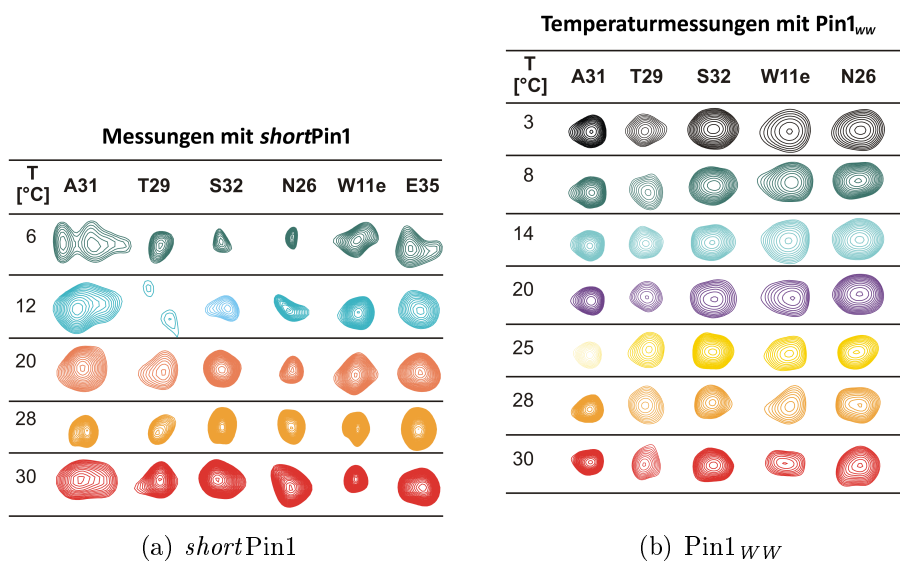 Messungen mit shortPin1
T
[°C] A31 T29 S32 N26 W11e E35
6
12
20
28
30
(a) shortPin1
Temperaturmessungen mit Pin1ww
T
[°C] A31 T29 S32 W11e N26
3
8
14
20
25
28
30
(b) Pin1WW